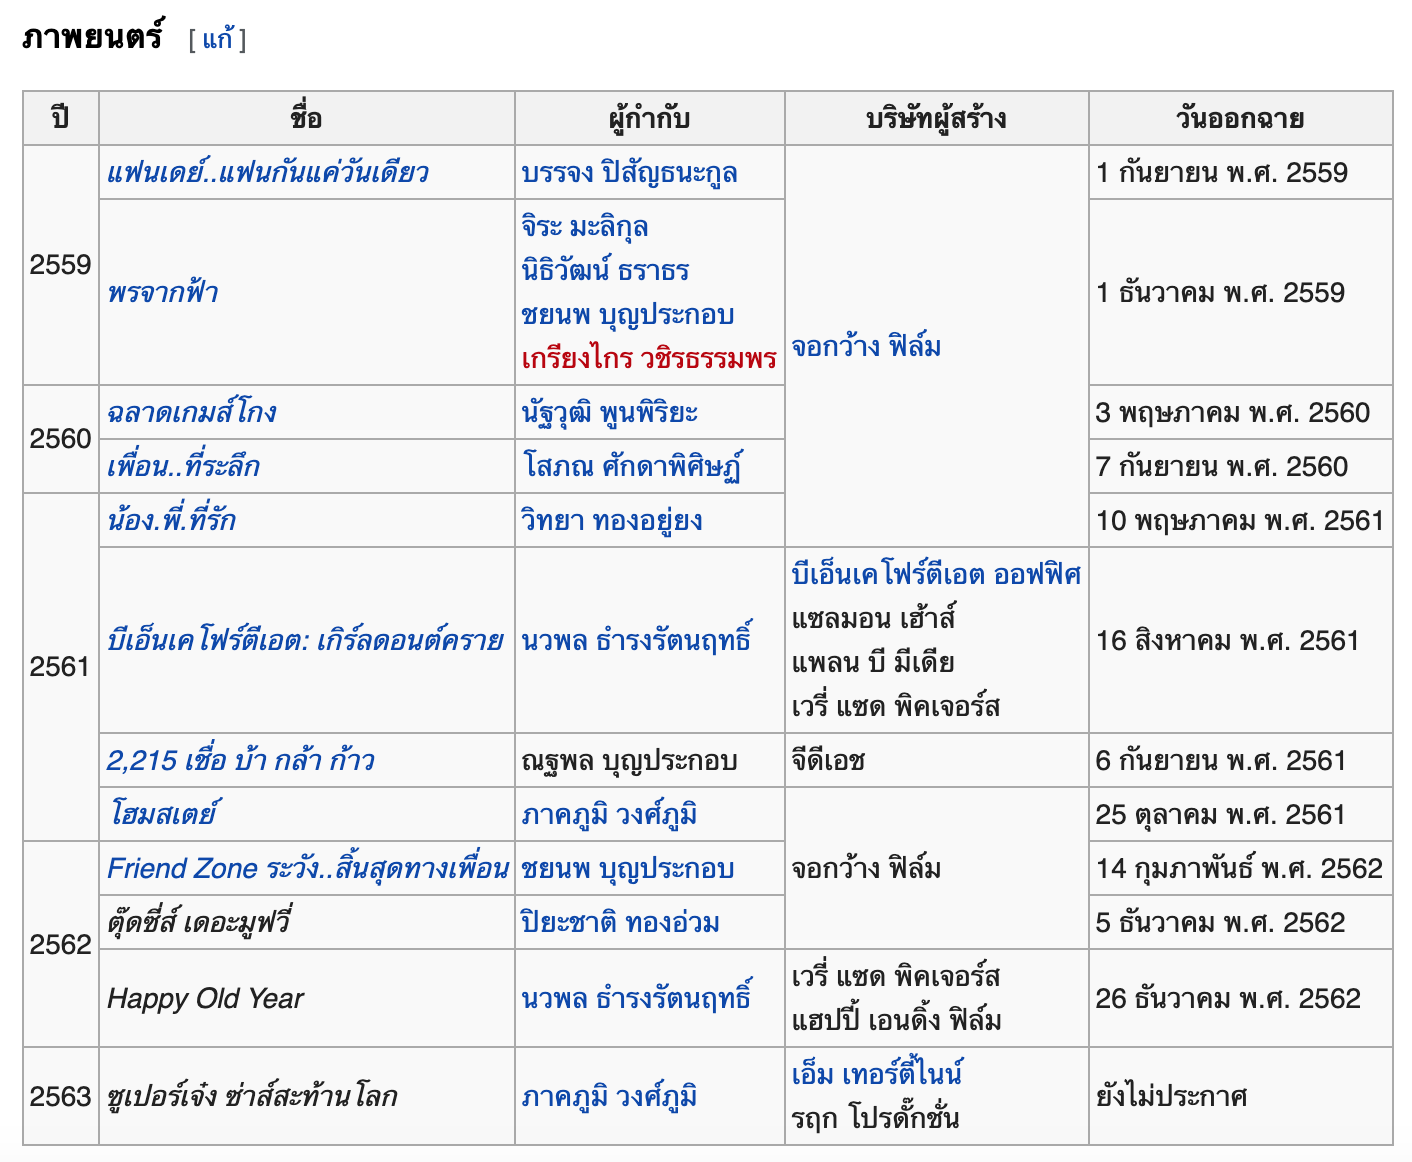 ภาพยนตร์ [ แก้ ]
ปี ชื่อ ผู้กำกับ บริษัทผู้สร้าง วันออกฉาย
2559
แฟนเดย์..แฟนกันแค่วันเดียว
บรรจง ปิสัญธนะกูล
จอกว้าง ฟิล์ม
1 กันยายน พ.ศ. 2559
พรจากฟ้า
จิระ มะลิกุล
นิธิวัฒน์ ธราธร
ชยนพ บุญประกอบ
เกรียงไกร วชิรธรรมพร
1 ธันวาคม พ.ศ. 2559
2560
ฉลาดเกมส์โกง
นัฐวุฒิ พูนพิริยะ
3 พฤษภาคม พ.ศ. 2560
เพื่อน..ที่ระลึก
โสภณ ศักดาพิศิษฏ์
7 กันยายน พ.ศ. 2560
2561
น้อง.พี่.ที่รัก
วิทยา ทองอยู่ยง
10 พฤษภาคม พ.ศ. 2561
บีเอ็นเคโฟร์ตีเอต: เกิร์ลดอนต์คราย
นวพล ธำรงรัตนฤทธิ์
บีเอ็นเคโฟร์ตีเอต ออฟฟิศ
แซลมอน เฮ้าส์
แพลน บี มีเดีย
เวรี่ แซด พิคเจอร์ส
16 สิงหาคม พ.ศ. 2561
2,215 เชื่อ บ้า กล้า ก้าว
ณฐพล บุญประกอบ
จีดีเอช
6 กันยายน พ.ศ. 2561
โฮมสเตย์
ภาคภูมิ วงศ์ภูมิ
จอกว้าง ฟิล์ม
25 ตุลาคม พ.ศ. 2561
2562
Friend Zone ระวัง..สิ้นสุดทางเพื่อน
ชยนพ บุญประกอบ
14 กุมภาพันธ์ พ.ศ. 2562
ตุ๊ดซี่ส์ เดอะมูฟวี่
ปิยะชาติ ทองอ่วม
5 ธันวาคม พ.ศ. 2562
Happy Old Year
นวพล ธำรงรัตนฤทธิ์
เวรี่ แซด พิคเจอร์ส
แฮปปี้ เอนดิ้ง ฟิล์ม
26 ธันวาคม พ.ศ. 2562
2563
ซูเปอร์เจ๋ง ซ่าส์สะท้านโลก
ภาคภูมิ วงศ์ภูมิ
เอ็ม เทอร์ตี้ไนน์
รฤก โปรดั๊กชั่น
ยังไม่ประกาศ